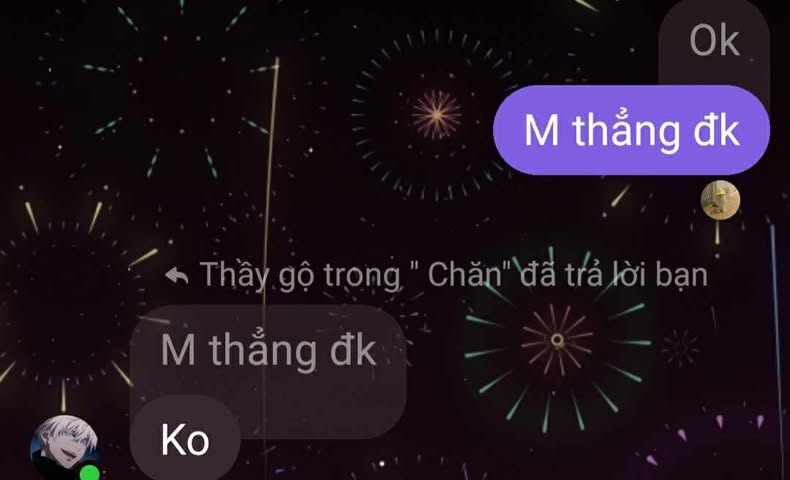 Ok
M thẳng đk
Thầy gộ trong " Chăn" đã trả lời bạn
M thẳng đk
Ko